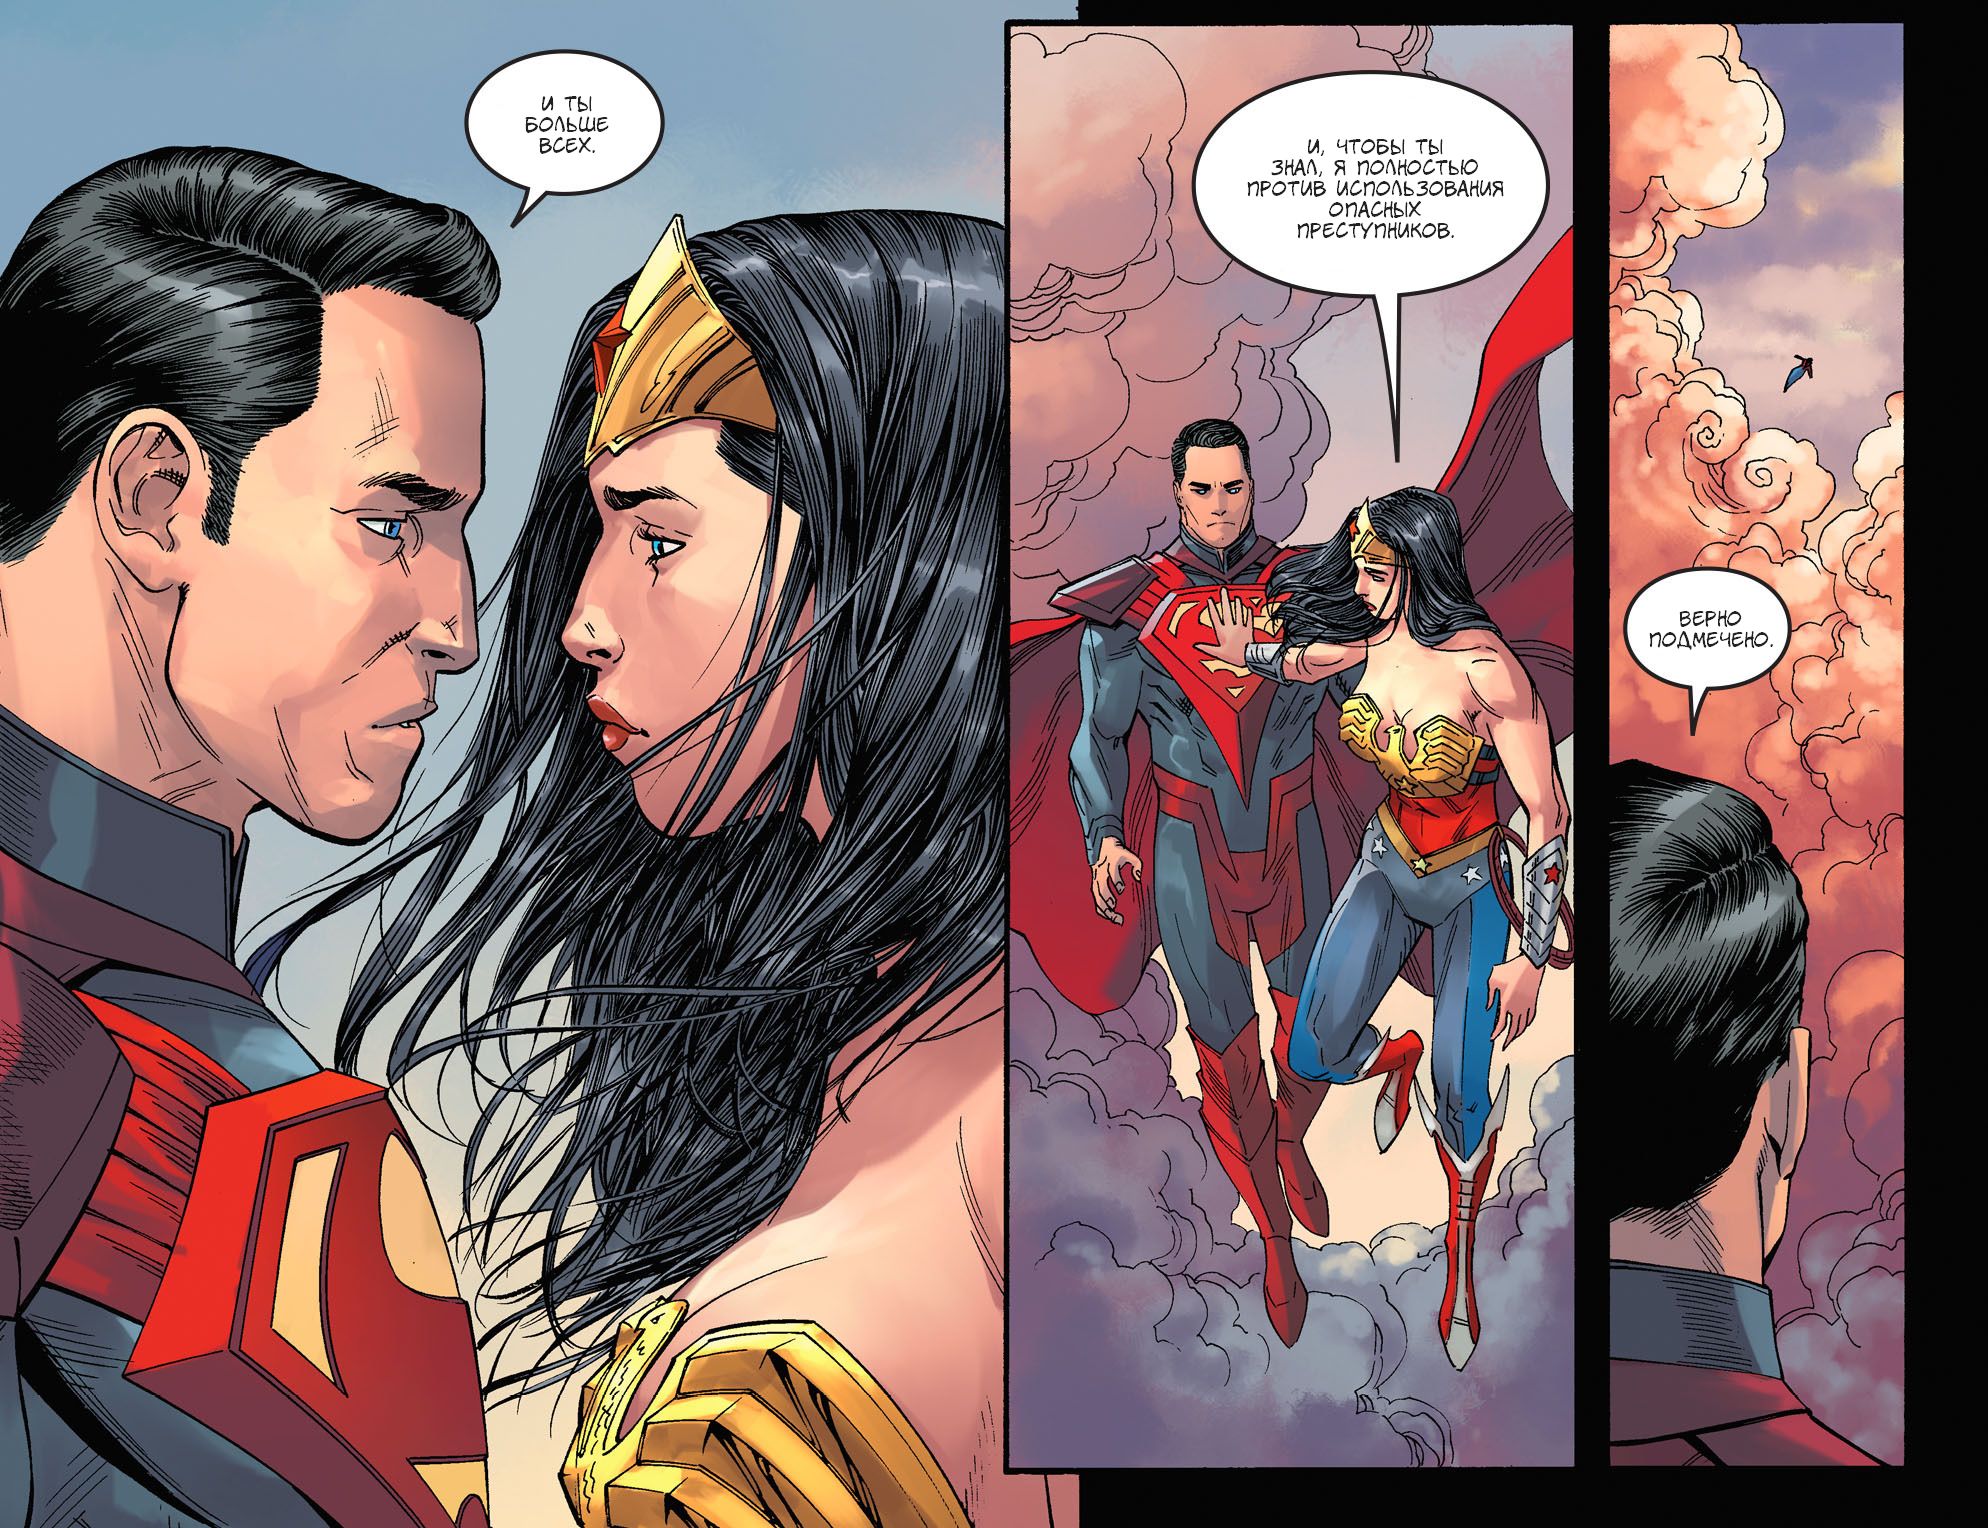 И ТЫ
БОЛЬШЕ
ВСЕХ.
И, ЧТОБЫ ТЫ
ЗНАЛ, Я ПОЛНОСТЬЮ
ПРОТИВ ИСПОЛЬЗОВАНИЯ
ОПАСНЫХ
ПРЕСТУПНИКОВ.
ВЕРНО
ПОДМЕЧЕНО.